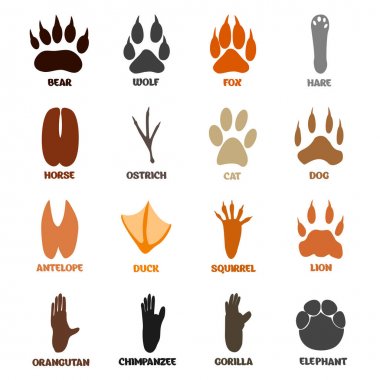 BEAR WOLF FOX HARE
HORSE OSTRICH CAT DOG
ANTELOPE DUCK SQUIRREL LION
ORANGUTAN CHIMPANZEE GORILLA ELEPHANT